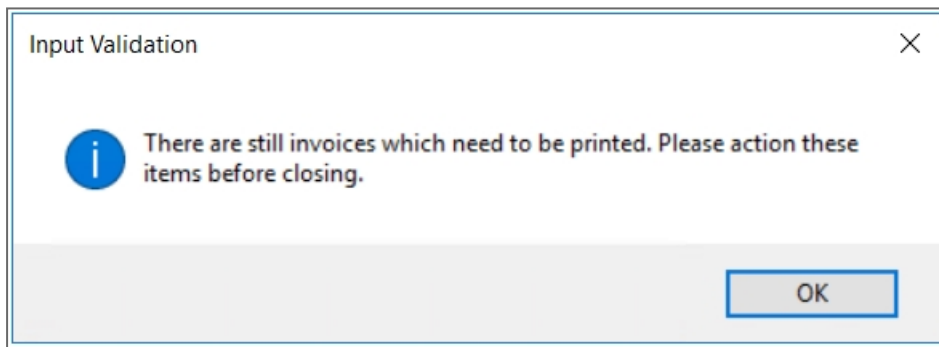 Input Validation
There are still invoices which need to be printed. Please action these
items before closing.
OK